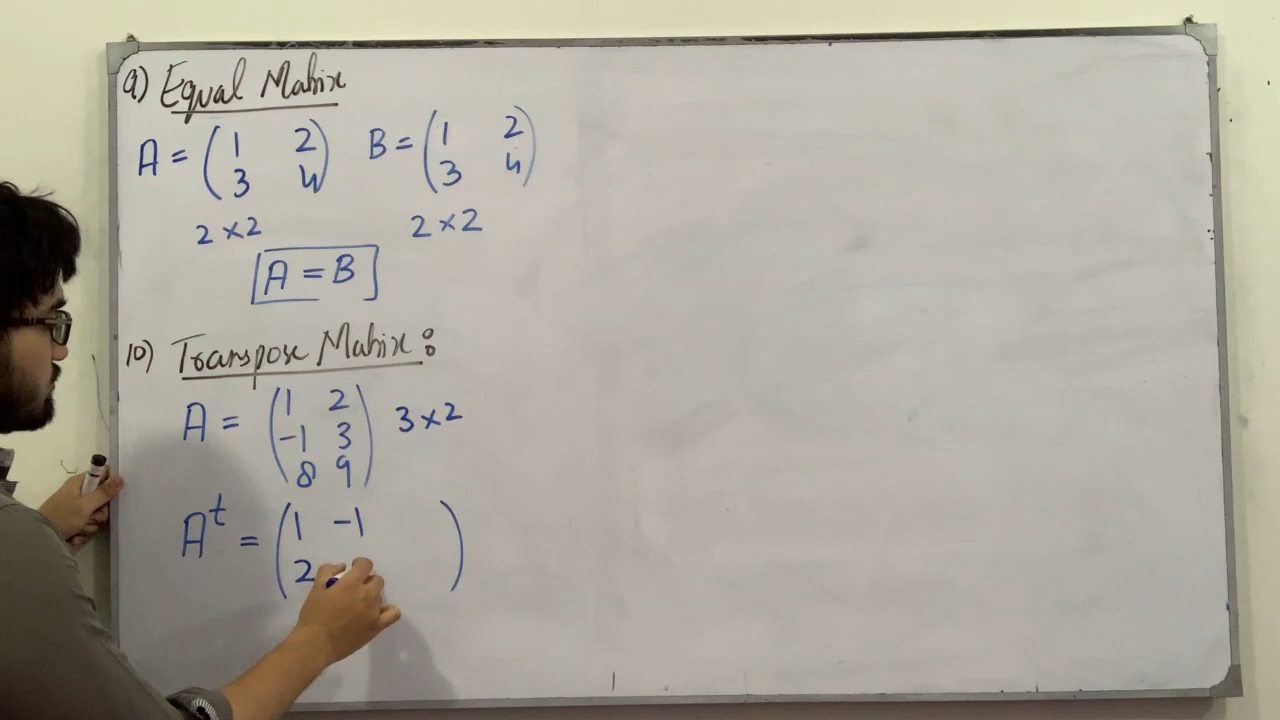 9) Equal Matrix
A = (1 2 B = (1 2
3 4) 3 4)
2 × 2 2 × 2
[A = B]
10) Transpose Matrix:
A = (1 2
-1 3 3 × 2
8 9)
Aᵗ = (1 -1
2 )